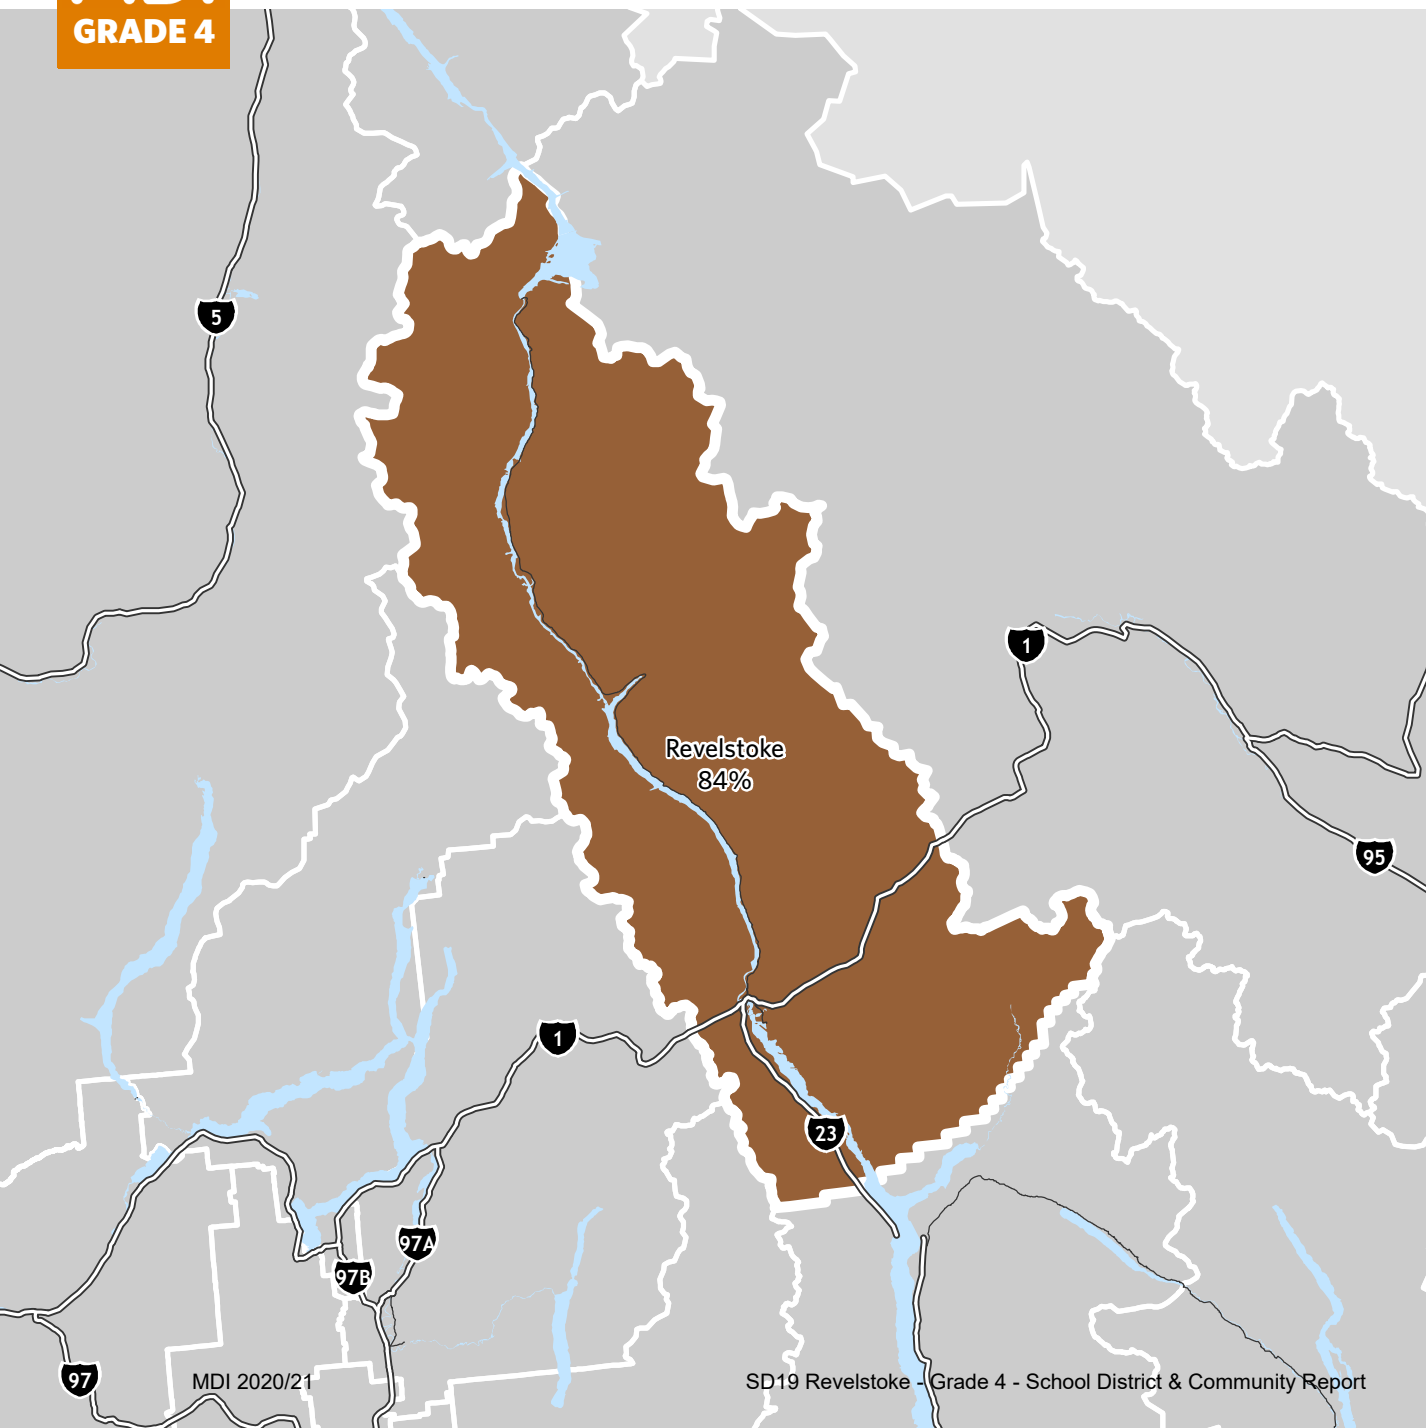 GRADE 4
5
1
Revelstoke
84%
95
1
23
97A
97B
97
MDI 2020/21
SD19 Revelstoke - Grade 4 - School District & Community Report